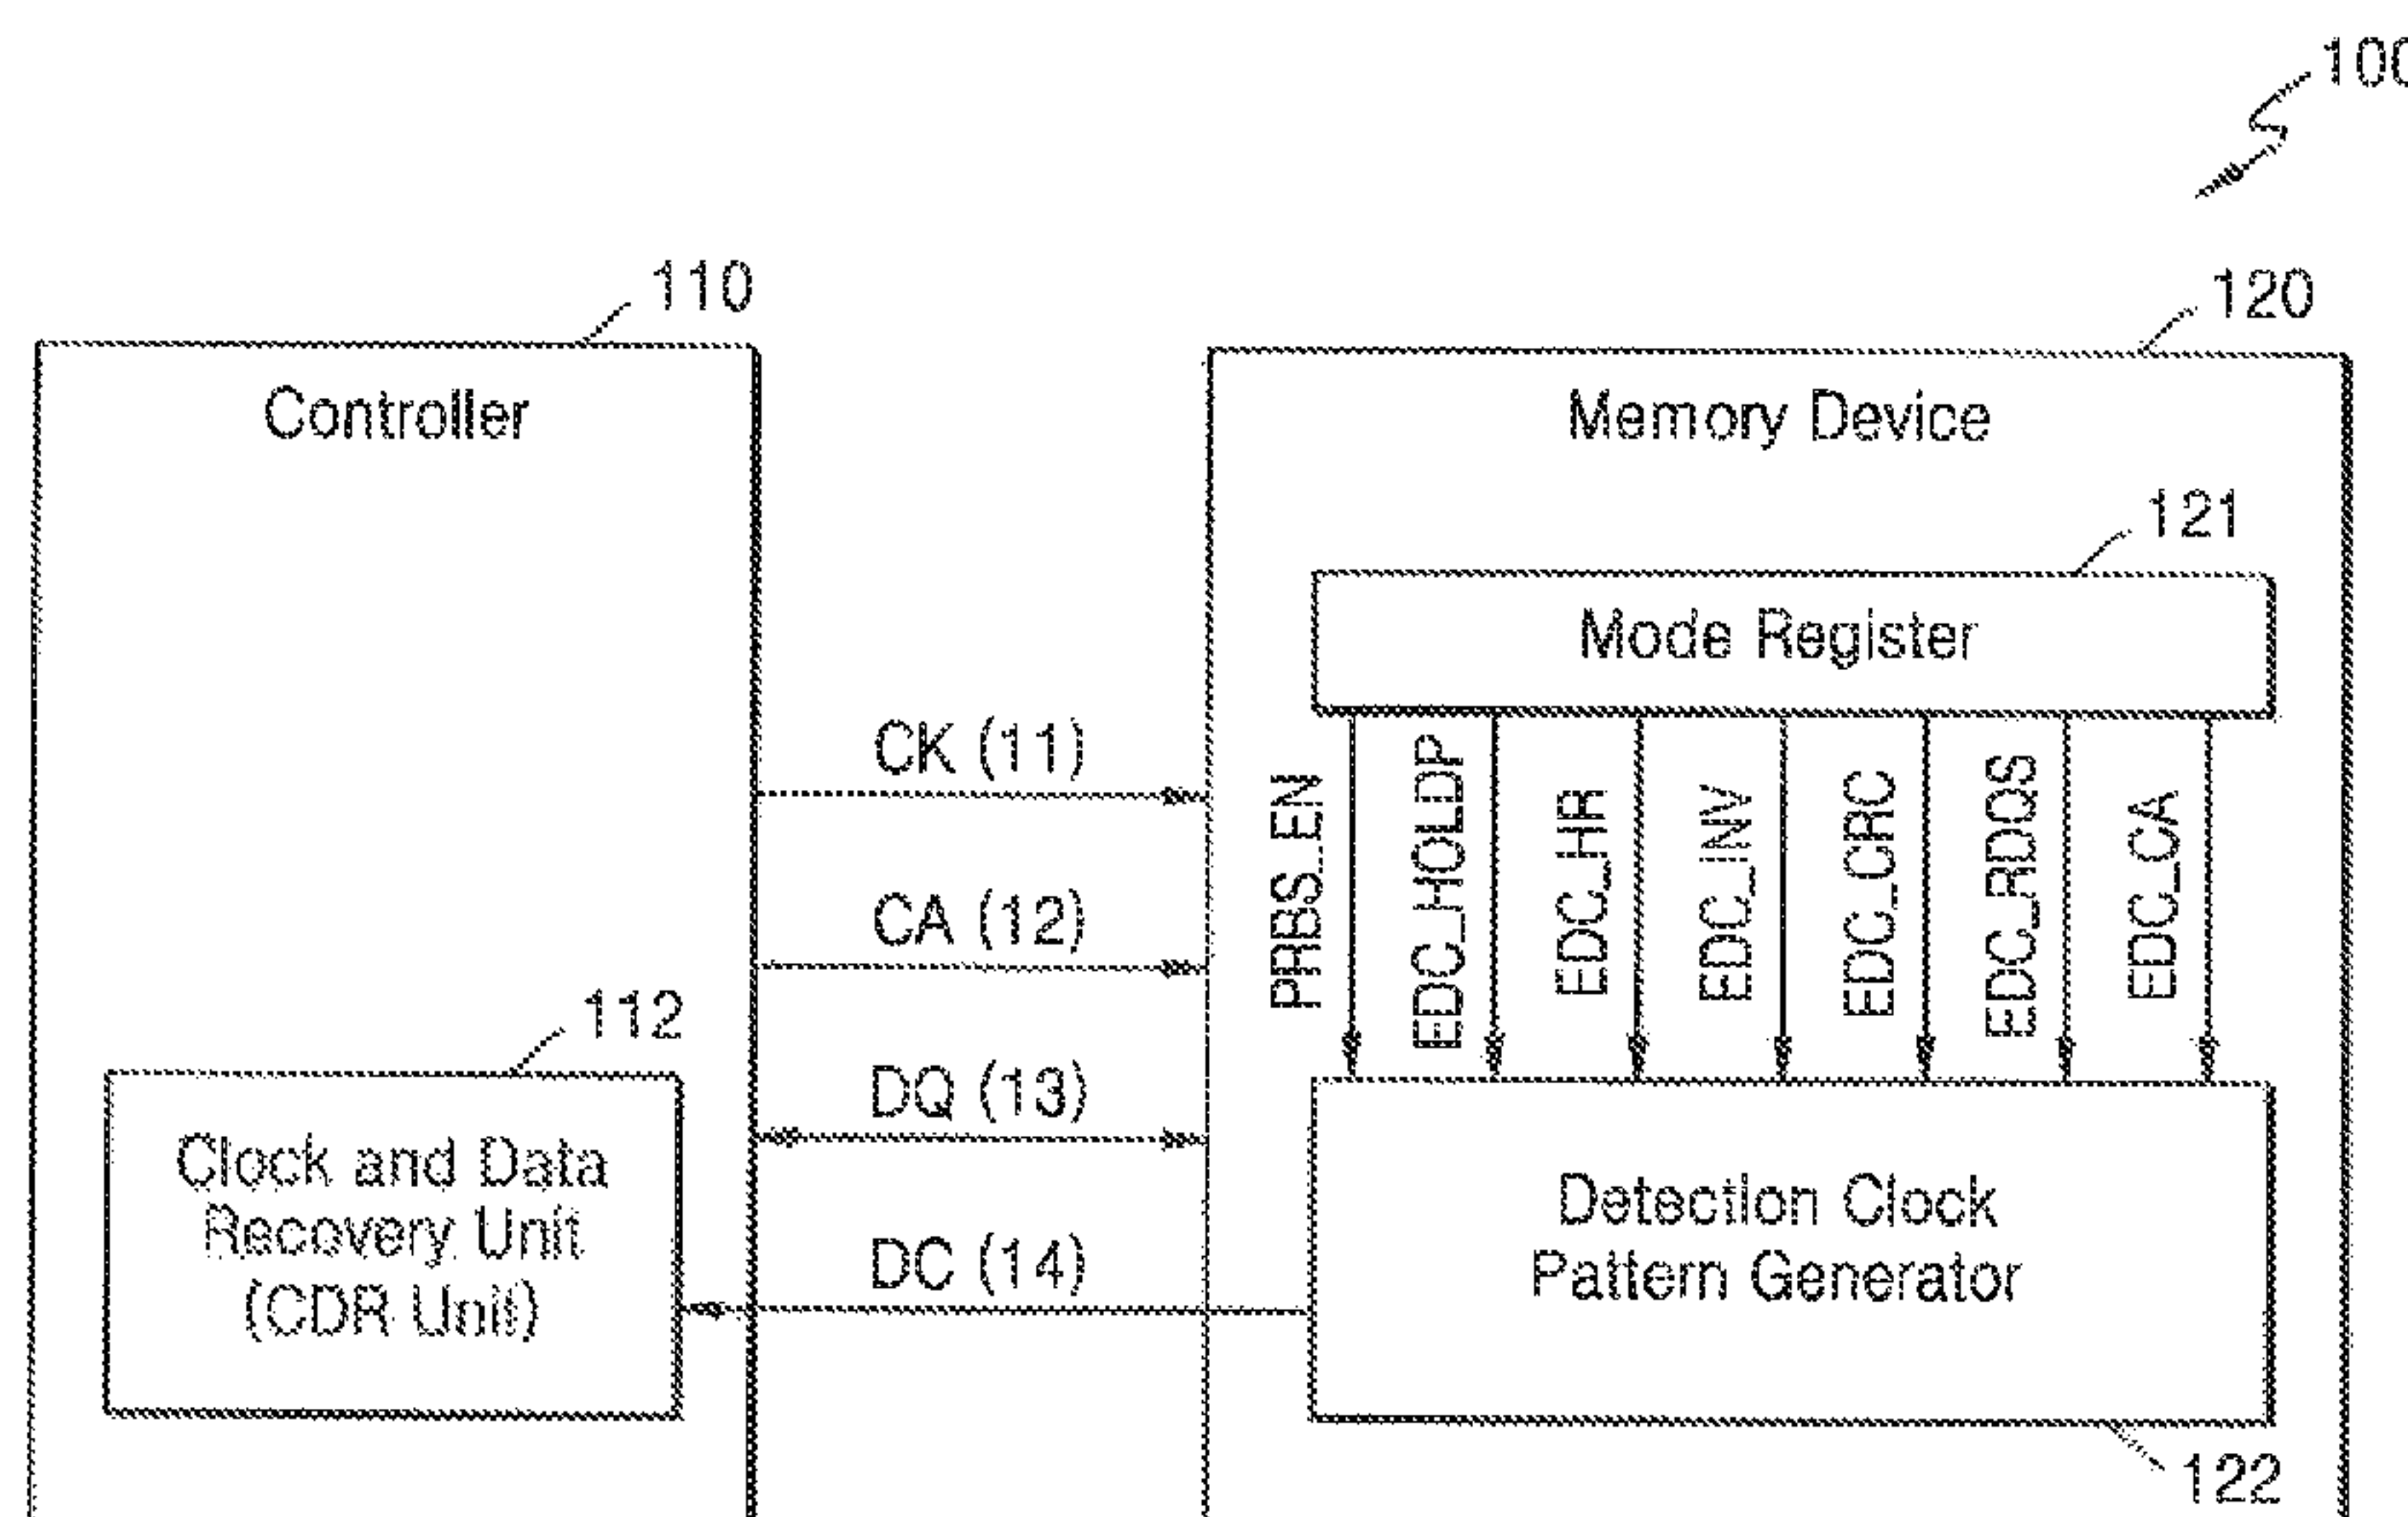 100
110
120
Controller
Memory Device
121
Mode Register
CK (11)
CA (12)
DQ (13)
DC (14)
PRBS_EN
EDC_HOLDP
EDC_HR
EDC_INV
EDC_CRC
EDC_RDQS
EDC_CA
112
Clock and Data
Recovery Unit
(CDR Unit)
Detection Clock
Pattern Generator
122